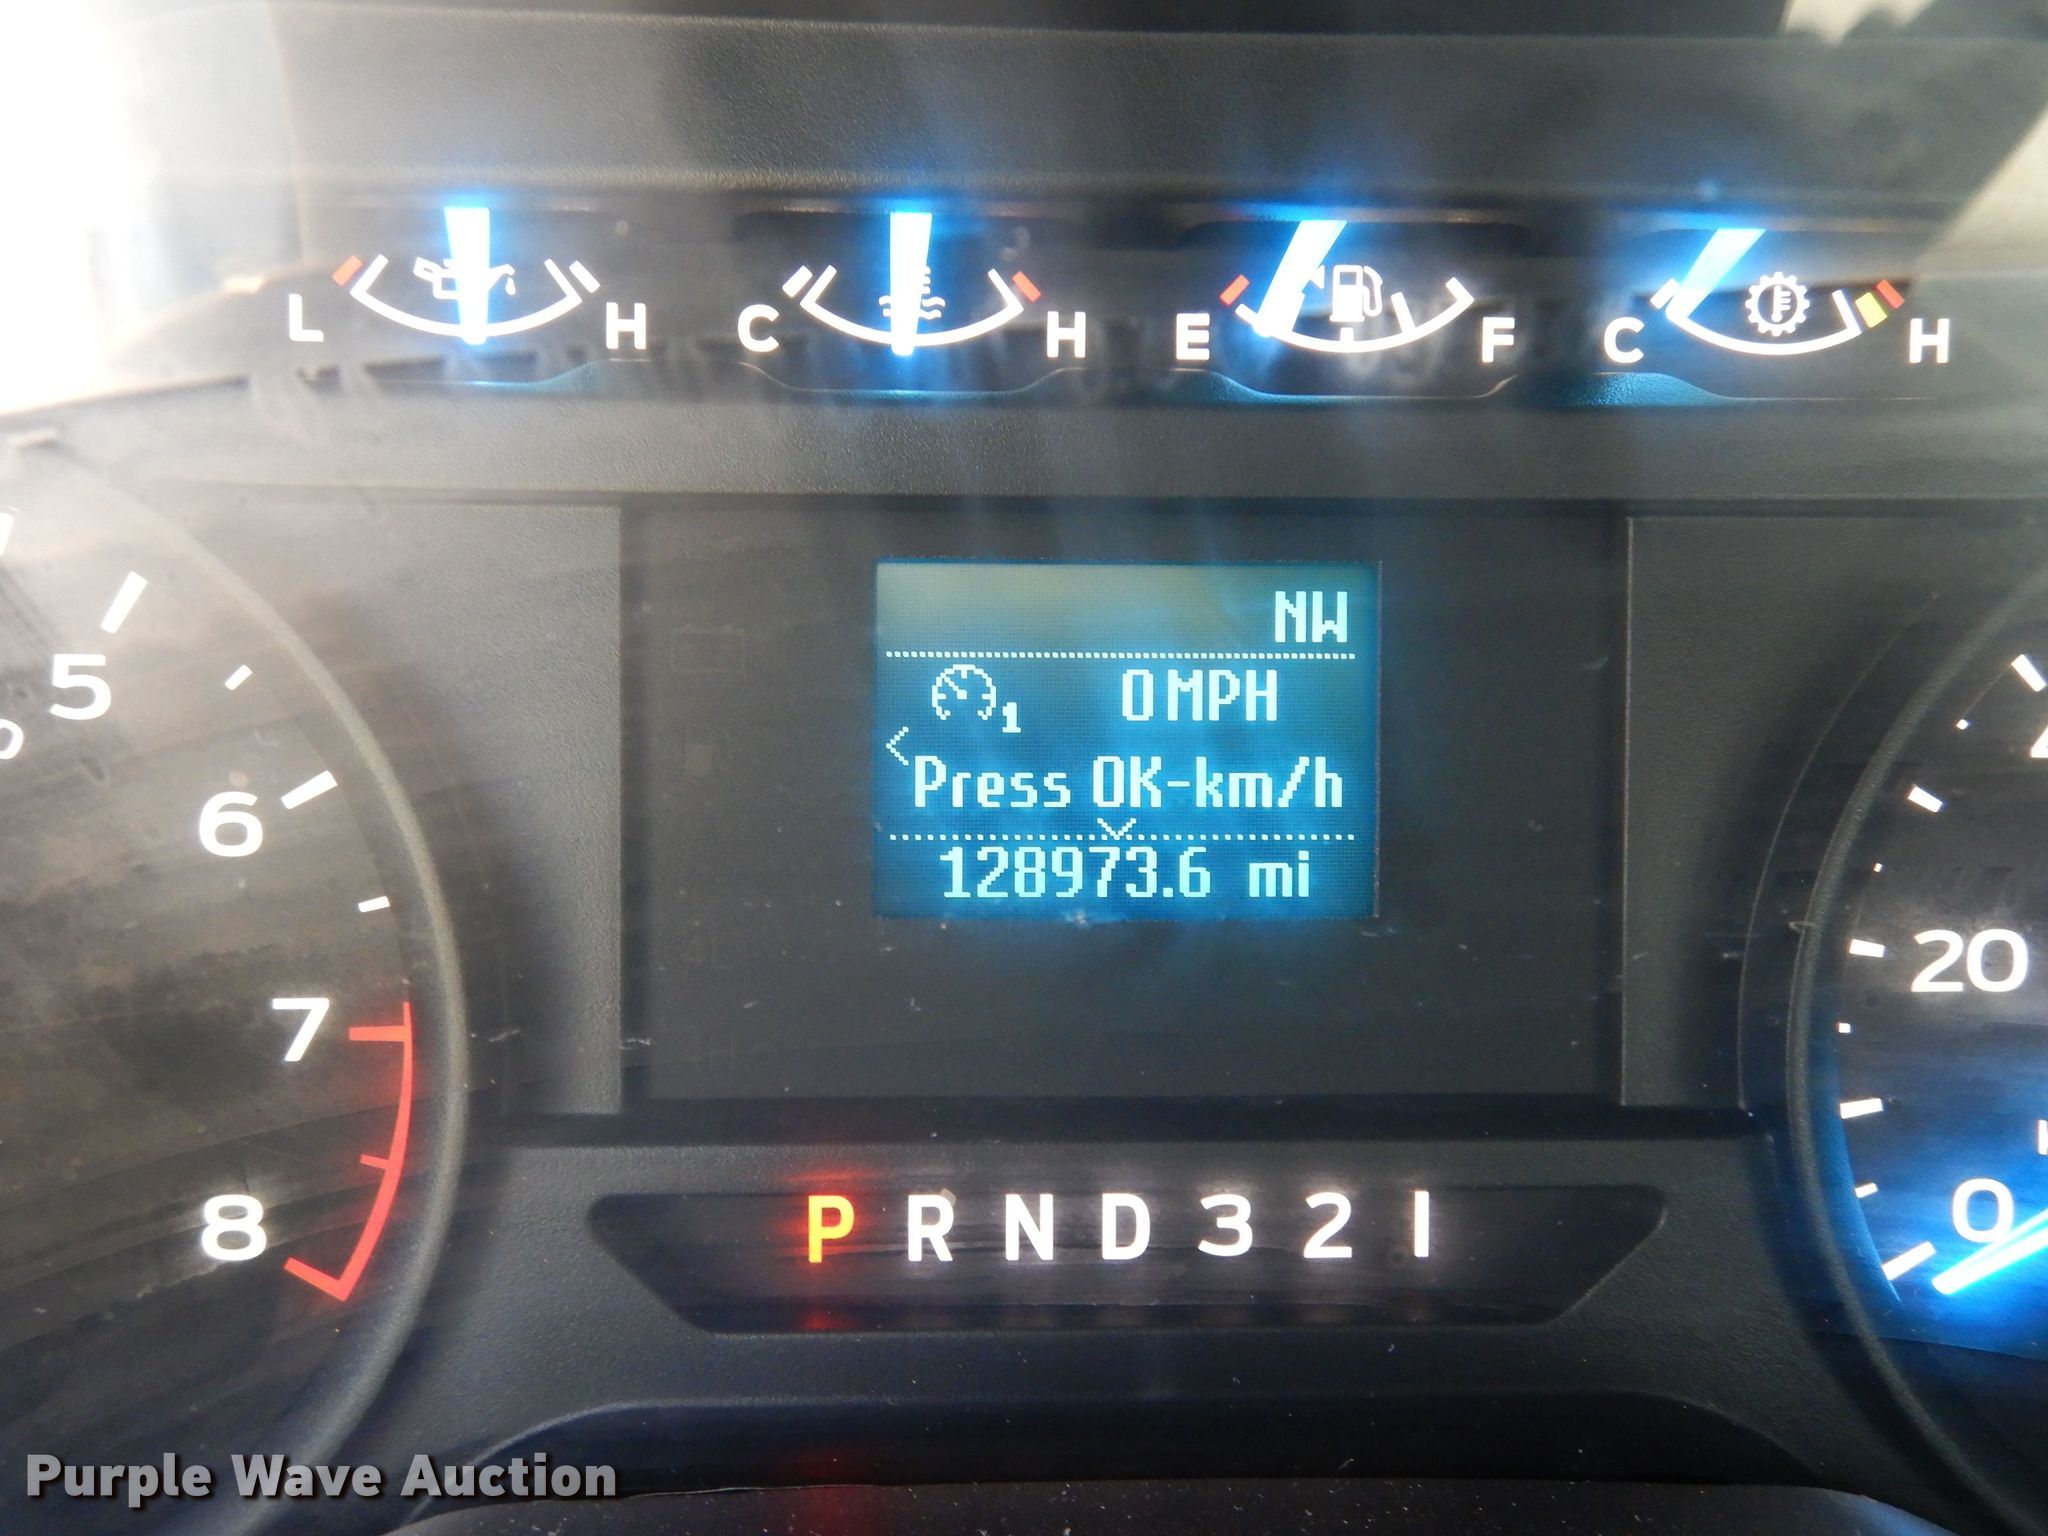 L H C H E F C H
NW
1 0 MPH
Press OK-km/h
128973.6 mi
5
6
7
8
20
0
P R N D 3 2 1
Purple Wave Auction